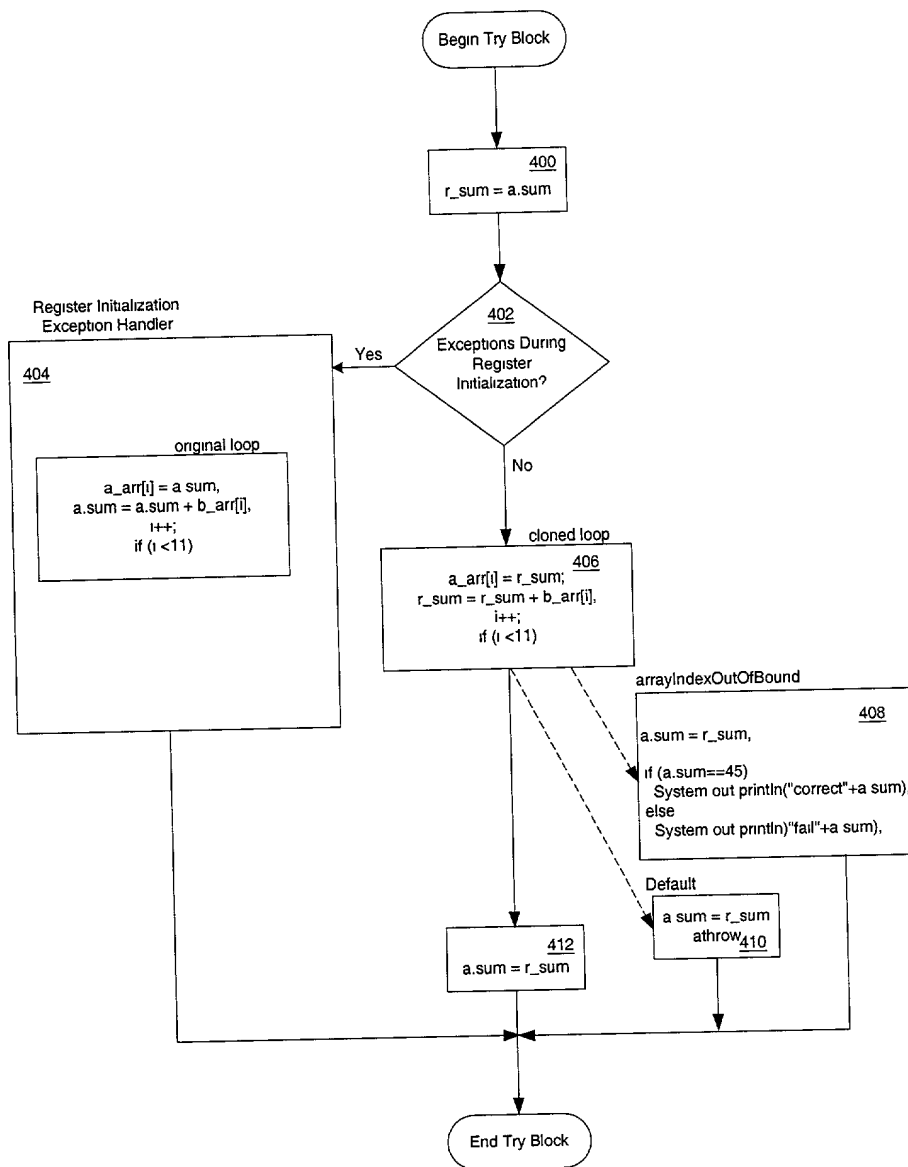 Begin Try Block
400
r_sum = a.sum
402
Exceptions During
Register
Initialization?
Yes
No
Register Initialization
Exception Handler
404
original loop
a_arr[i] = a sum,
a.sum = a.sum + b_arr[i],
i++;
if (i <11)
cloned loop
406
a_arr[i] = r_sum;
r_sum = r_sum + b_arr[i],
i++;
if (i <11)
arrayIndexOutOfBound
408
a.sum = r_sum,
if (a.sum==45)
System out println("correct"+a sum),
else
System out println)"fail"+a sum),
Default
a sum = r_sum
athrow
410
412
a.sum = r_sum
End Try Block